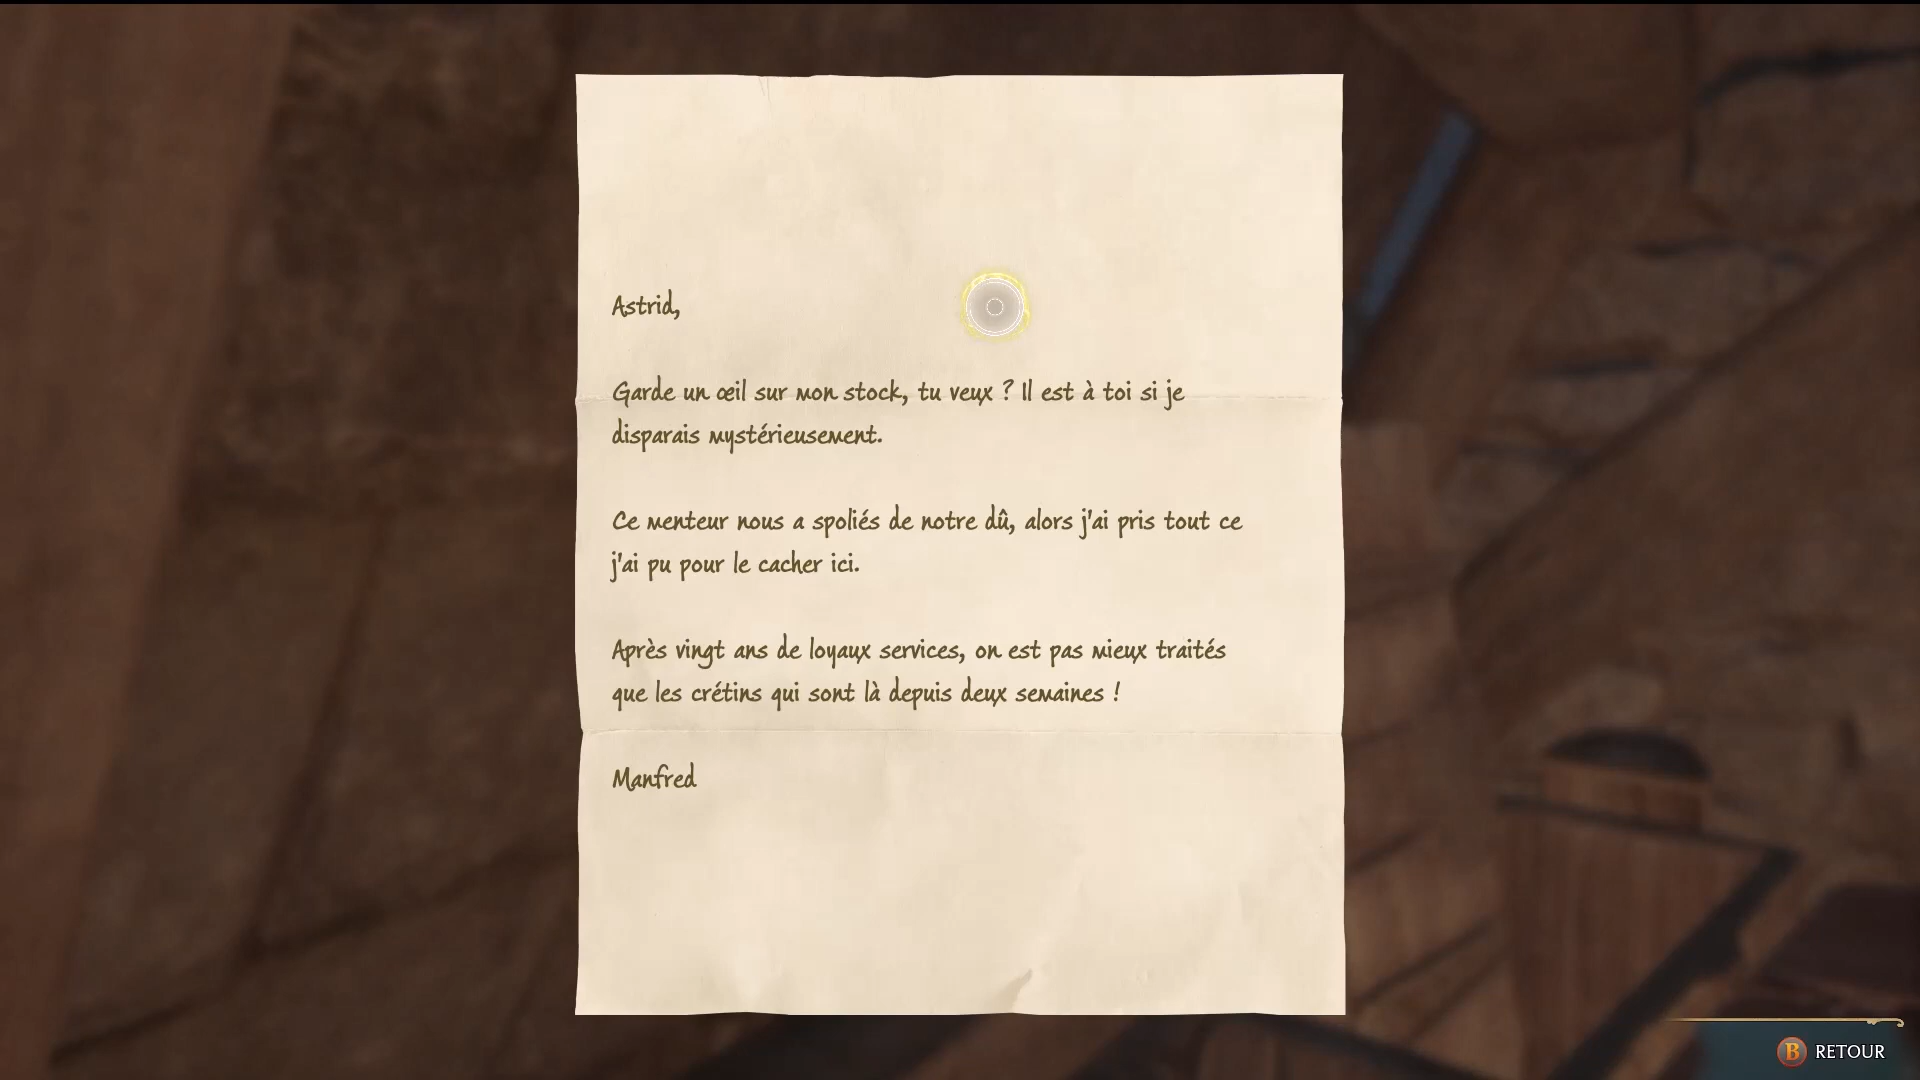 Astrid,
Garde un œil sur mon stock, tu veux ? Il est à toi si je
disparais mystérieusement.
Ce menteur nous a spoliés de notre dû, alors j'ai pris tout ce
j'ai pu pour le cacher ici.
Après vingt ans de loyaux services, on est pas mieux traités
que les crétins qui sont là depuis deux semaines !
Manfred
B RETOUR